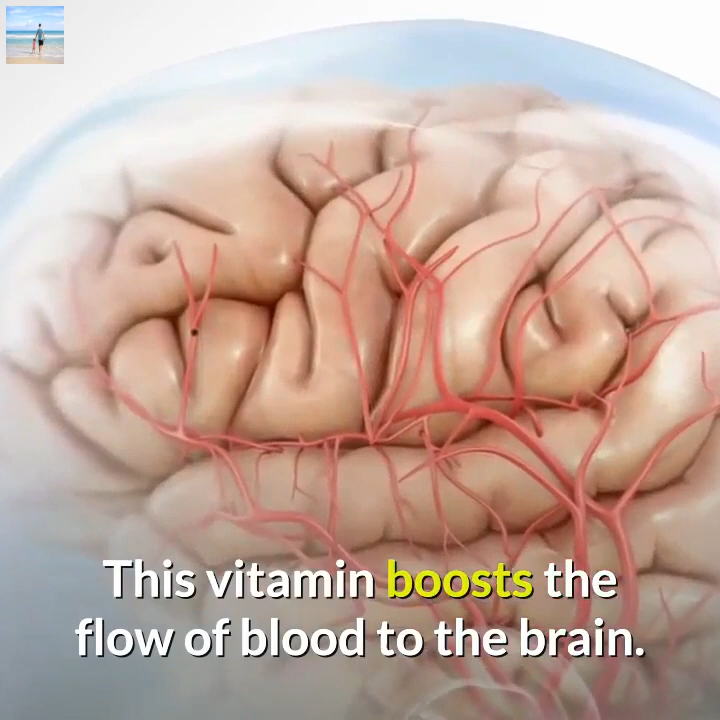 This vitamin boosts the
flow of blood to the brain.